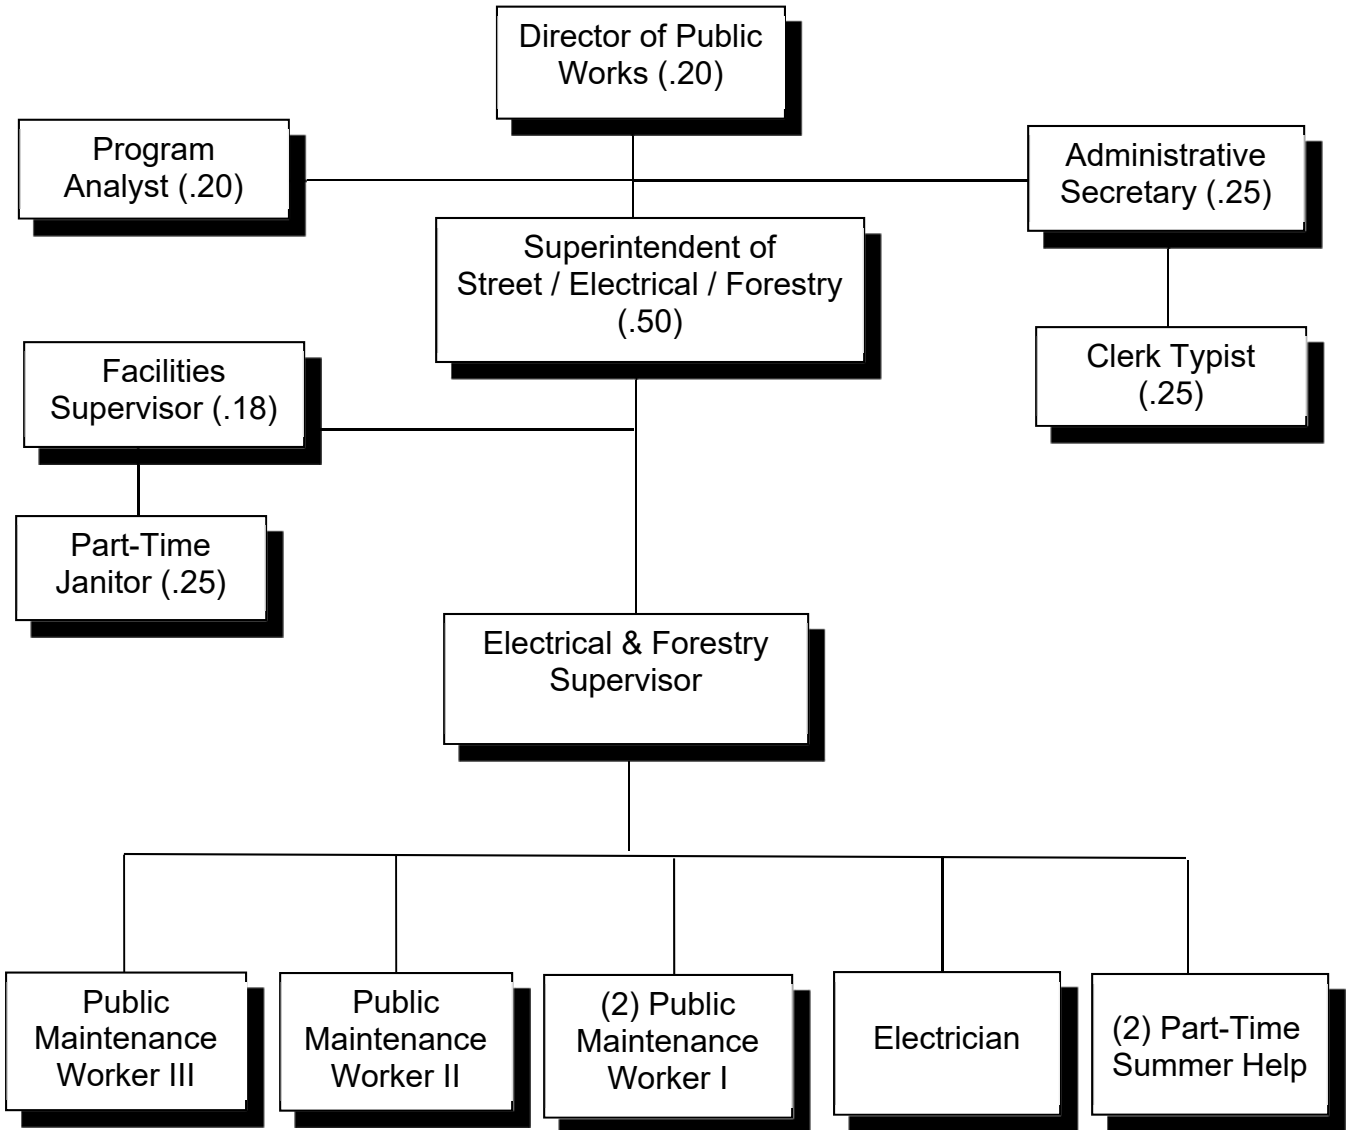 Director of Public
Works (.20)
Program
Analyst (.20)
Administrative
Secretary (.25)
Superintendent of
Street / Electrical / Forestry
(.50)
Facilities
Supervisor (.18)
Clerk Typist
(.25)
Part-Time
Janitor (.25)
Electrical & Forestry
Supervisor
Public
Maintenance
Worker III
Public
Maintenance
Worker II
(2) Public
Maintenance
Worker I
Electrician
(2) Part-Time
Summer Help